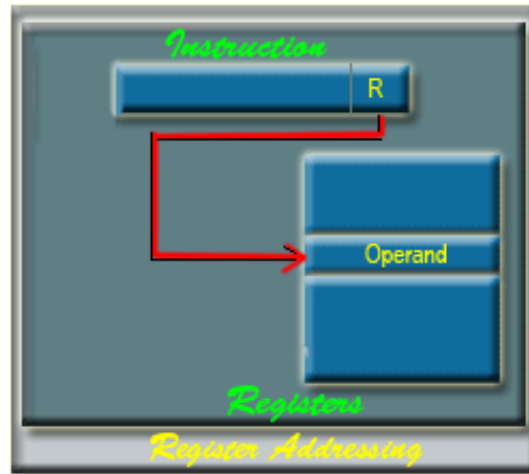 Instruction
R
Operand
Registers
Register Addressing